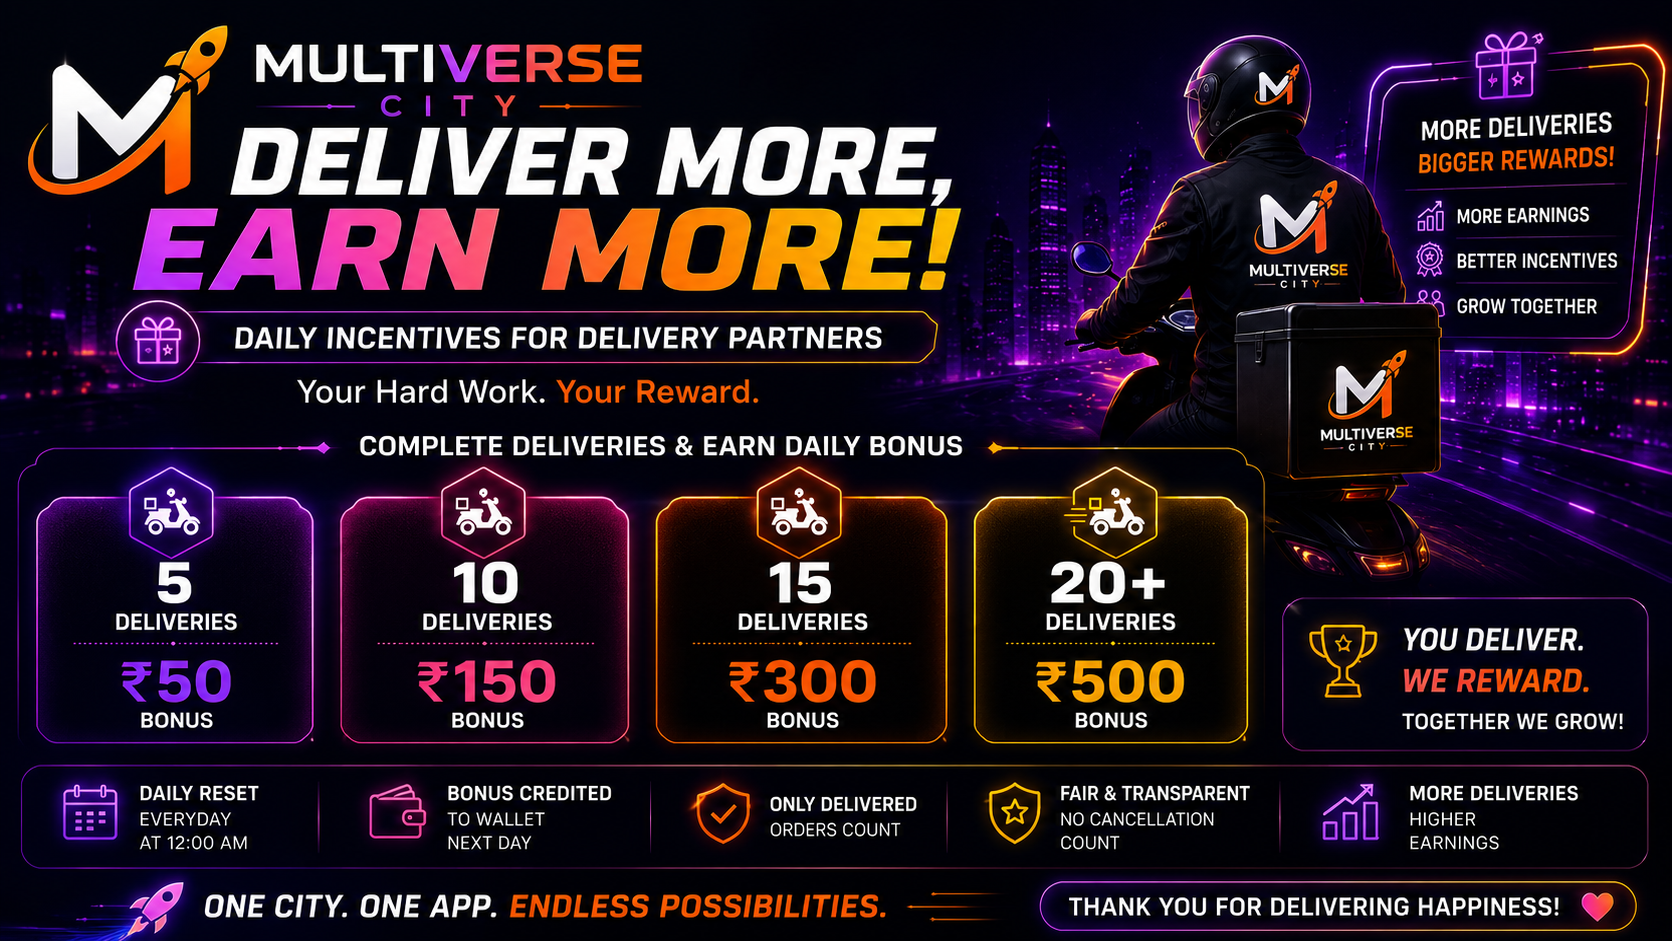 M
MULTIVERSE
CITY
DELIVER MORE,
EARN MORE!
DAILY INCENTIVES FOR DELIVERY PARTNERS
Your Hard Work. Your Reward.
M
M
MULTIVERSE
CITY
M
MULTIVERSE
CITY
MORE DELIVERIES
BIGGER REWARDS!
MORE EARNINGS
BETTER INCENTIVES
GROW TOGETHER
COMPLETE DELIVERIES & EARN DAILY BONUS
5
DELIVERIES
₹50
BONUS
10
DELIVERIES
₹150
BONUS
15
DELIVERIES
₹300
BONUS
20+
DELIVERIES
₹500
BONUS
YOU DELIVER.
WE REWARD.
TOGETHER WE GROW!
DAILY RESET
EVERYDAY
AT 12:00 AM
BONUS CREDITED
TO WALLET
NEXT DAY
ONLY DELIVERED
ORDERS COUNT
FAIR & TRANSPARENT
NO CANCELLATION
COUNT
MORE DELIVERIES
HIGHER
EARNINGS
ONE CITY. ONE APP. ENDLESS POSSIBILITIES.
THANK YOU FOR DELIVERING HAPPINESS!